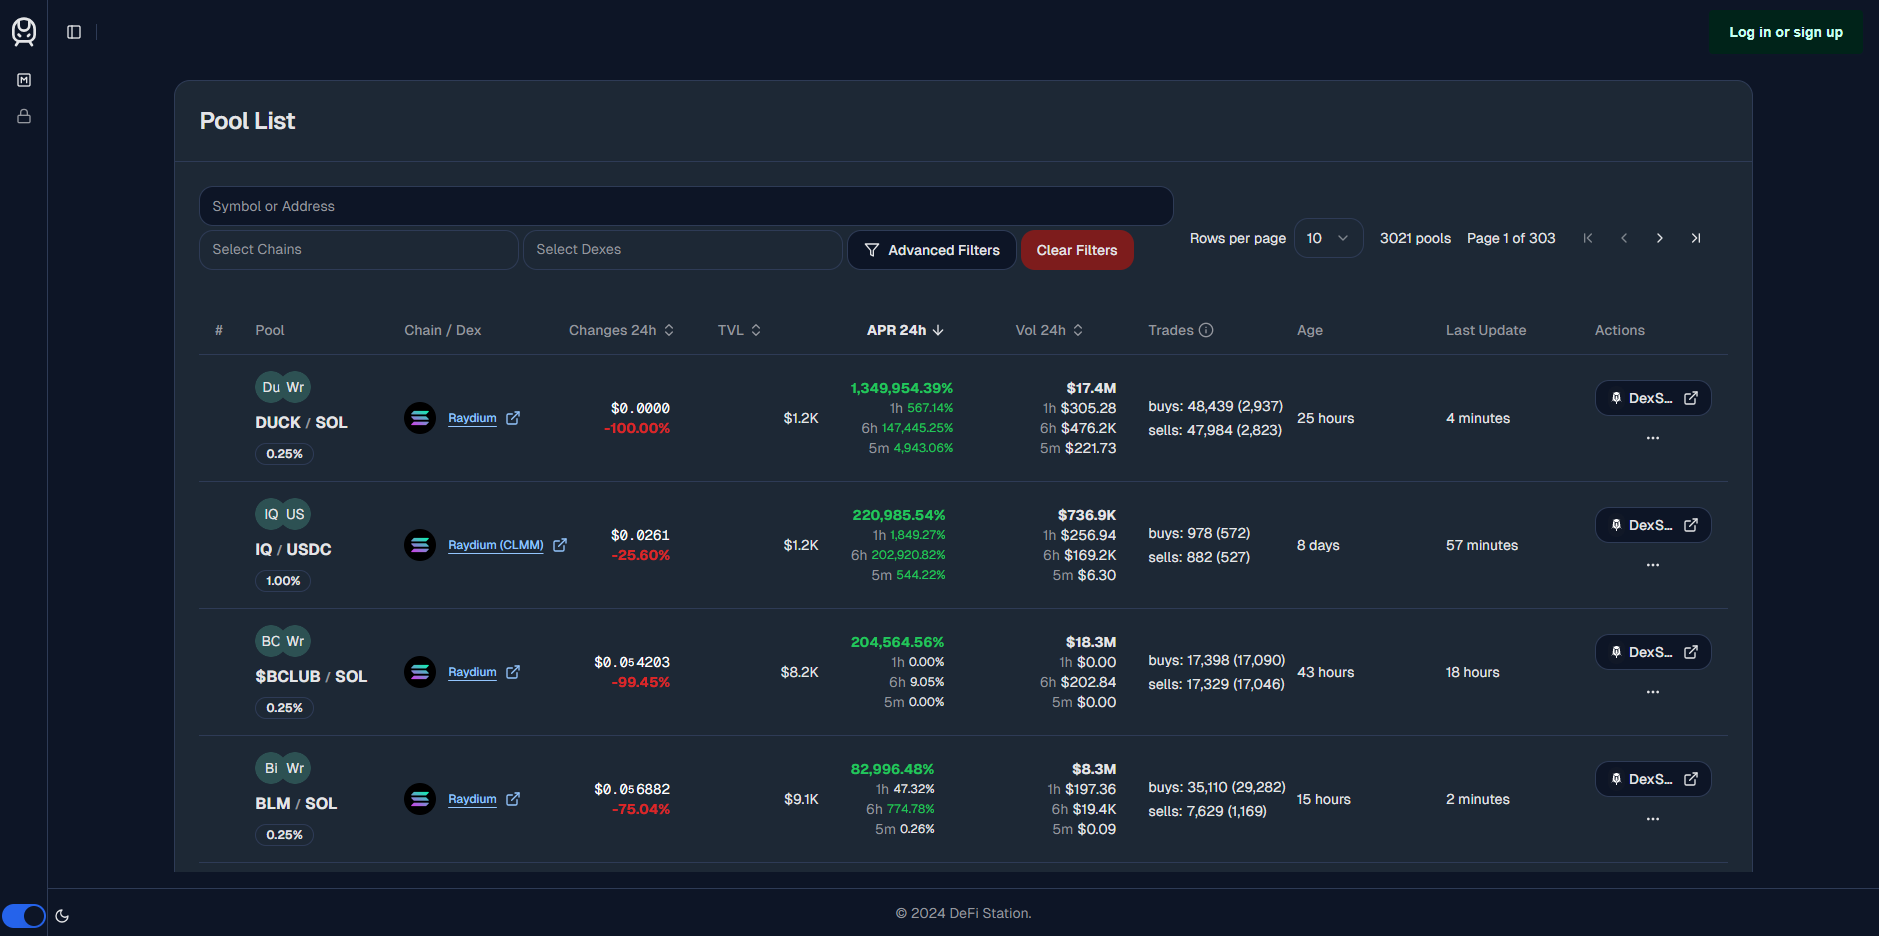 Log in or sign up
Pool List
Symbol or Address
Select Chains
Select Dexes
Advanced Filters
Clear Filters
Rows per page
10
3021 pools
Page 1 of 303
# Pool Chain / Dex Changes 24h TVL APR 24h Vol 24h Trades Age Last Update Actions
Du Wr
DUCK / SOL
0.25%
Raydium
$0.0000
-100.00%
$1.2K
1,349,954.39%
1h 567.14%
6h 147,445.25%
5m 4,943.06%
$17.4M
1h $305.28
6h $476.2K
5m $221.73
buys: 48,439 (2,937)
sells: 47,984 (2,823)
25 hours
4 minutes
DexS...
...
IQ US
IQ / USDC
1.00%
Raydium (CLMM)
$0.0261
-25.60%
$1.2K
220,985.54%
1h 1,849.27%
6h 202,920.82%
5m 544.22%
$736.9K
1h $256.94
6h $169.2K
5m $6.30
buys: 978 (572)
sells: 882 (527)
8 days
57 minutes
DexS...
...
BC Wr
$BCLUB / SOL
0.25%
Raydium
$0.0₅4203
-99.45%
$8.2K
204,564.56%
1h 0.00%
6h 9.05%
5m 0.00%
$18.3M
1h $0.00
6h $202.84
5m $0.00
buys: 17,398 (17,090)
sells: 17,329 (17,046)
43 hours
18 hours
DexS...
...
Bi Wr
BLM / SOL
0.25%
Raydium
$0.0₅6882
-75.04%
$9.1K
82,996.48%
1h 47.32%
6h 774.78%
5m 0.26%
$8.3M
1h $197.36
6h $19.4K
5m $0.09
buys: 35,110 (29,282)
sells: 7,629 (1,169)
15 hours
2 minutes
DexS...
...
© 2024 DeFi Station.